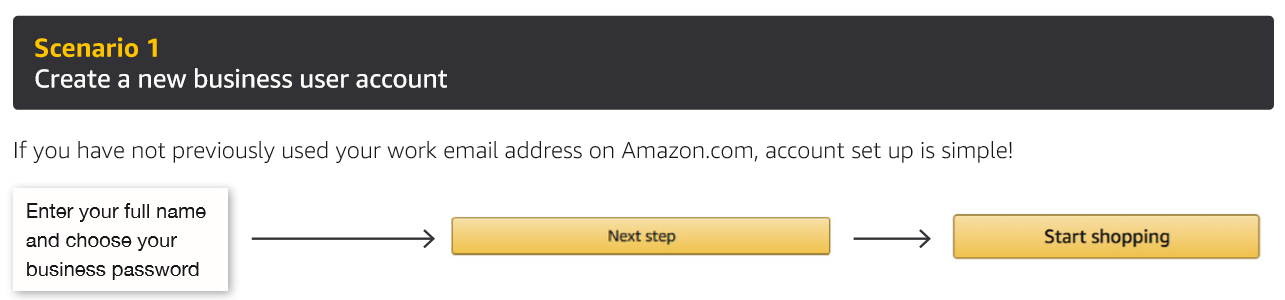 Scenario 1
Create a new business user account
If you have not previously used your work email address on Amazon.com, account set up is simple!
Enter your full name
and choose your
business password
Next step
Start shopping